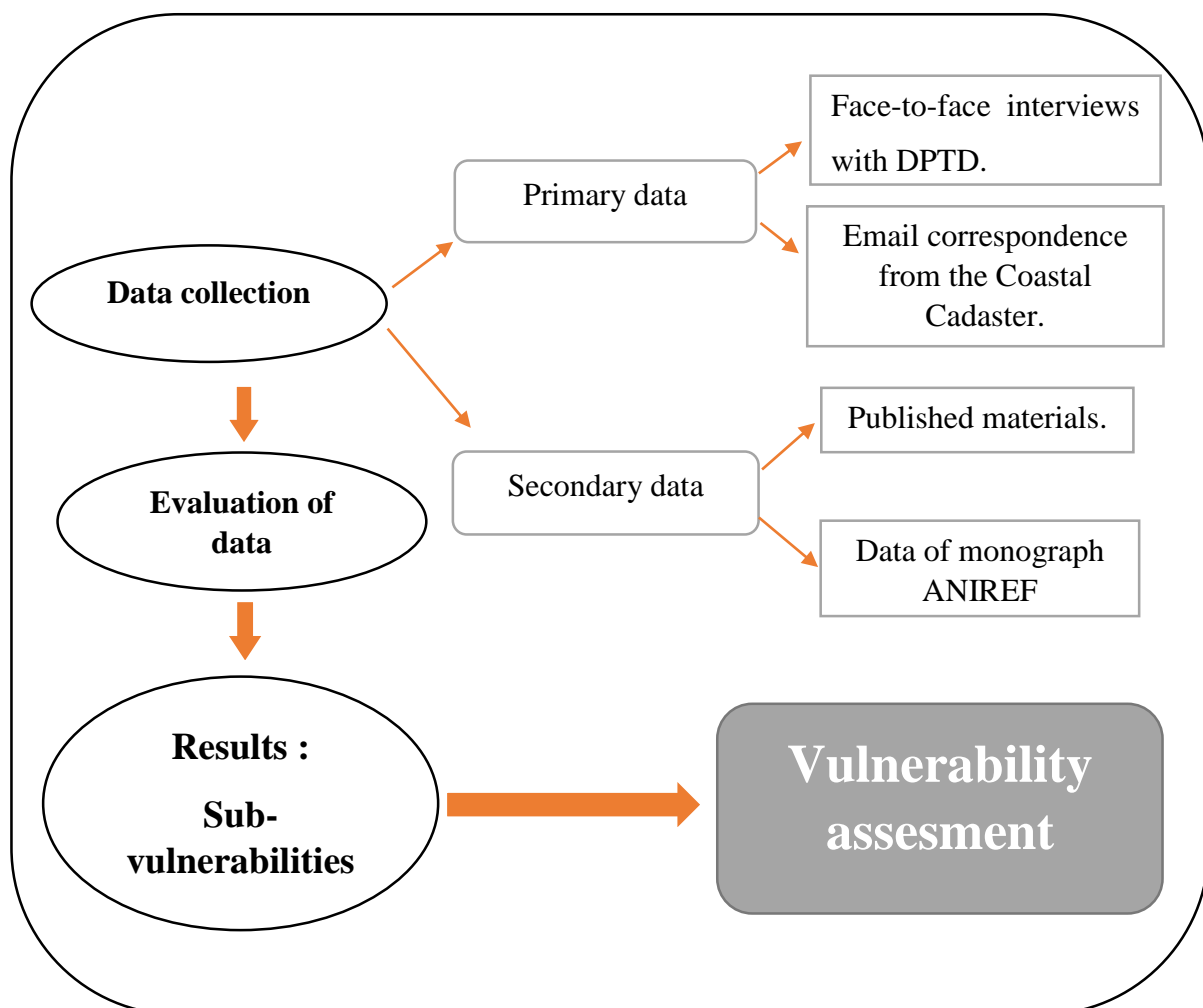 Data collection
Primary data
Face-to-face interviews
with DPTD.
Email correspondence
from the Coastal
Cadaster.
Secondary data
Published materials.
Data of monograph
ANIREF
Evaluation of
data
Results :
Sub-
vulnerabilities
Vulnerability
assesment